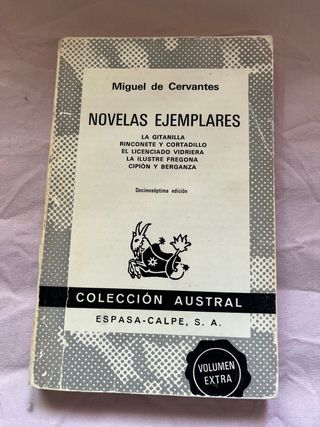 Miguel de Cervantes
NOVELAS EJEMPLARES
LA GITANILLA
RINCONETE Y CORTADILLO
EL LICENCIADO VIDRIERA
LA ILUSTRE FREGONA
CIPIÓN Y BERGANZA
Decimoséptima edición
COLECCIÓN AUSTRAL
ESPASA-CALPE, S. A.
VOLUMEN
EXTRA